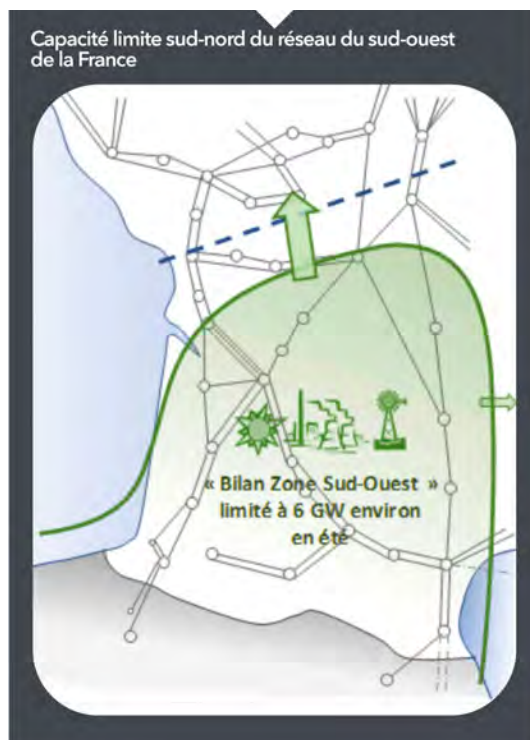 Capacité limite sud-nord du réseau du sud-ouest
de la France
« Bilan Zone Sud-Ouest »
limité à 6 GW environ
en été